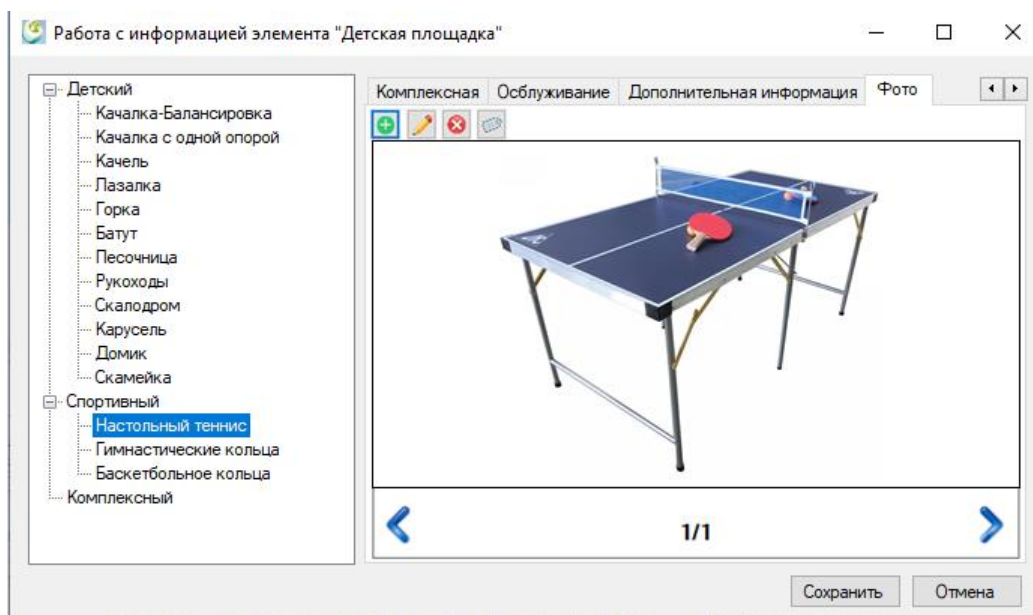 Работа с информацией элемента "Детская площадка"
Детский
Качалка-Балансировка
Качалка с одной опорой
Качель
Лазалка
Горка
Батут
Песочница
Рукоходы
Скалодром
Карусель
Домик
Скамейка
Спортивный
Настольный теннис
Гимнастические кольца
Баскетбольное кольца
Комплексный
Комплексная Осблуживание Дополнительная информация Фото
1/1
Сохранить Отмена